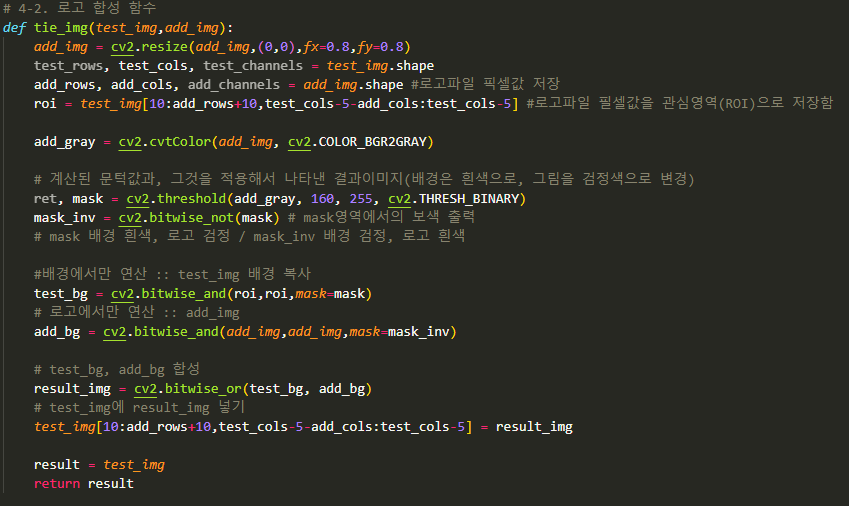 # 4-2. 로고 합성 함수
def tie_img(test_img,add_img):
    add_img = cv2.resize(add_img,(0,0),fx=0.8,fy=0.8)
    test_rows, test_cols, test_channels = test_img.shape
    add_rows, add_cols, add_channels = add_img.shape #로고파일 픽셀값 저장
    roi = test_img[10:add_rows+10,test_cols-5-add_cols:test_cols-5] #로고파일 필셀값을 관심영역(ROI)으로 저장함
    add_gray = cv2.cvtColor(add_img, cv2.COLOR_BGR2GRAY)
    # 계산된 문턱값과, 그것을 적용해서 나타낸 결과이미지(배경은 흰색으로, 그림을 검정색으로 변경)
    ret, mask = cv2.threshold(add_gray, 160, 255, cv2.THRESH_BINARY)
    mask_inv = cv2.bitwise_not(mask) # mask영역에서의 보색 출력
    # mask 배경 흰색, 로고 검정 / mask_inv 배경 검정, 로고 흰색
    #배경에서만 연산 :: test_img 배경 복사
    test_bg = cv2.bitwise_and(roi,roi,mask=mask)
    # 로고에서만 연산 :: add_img
    add_bg = cv2.bitwise_and(add_img,add_img,mask=mask_inv)
    # test_bg, add_bg 합성
    result_img = cv2.bitwise_or(test_bg, add_bg)
    # test_img에 result_img 넣기
    test_img[10:add_rows+10,test_cols-5-add_cols:test_cols-5] = result_img
    result = test_img
    return result